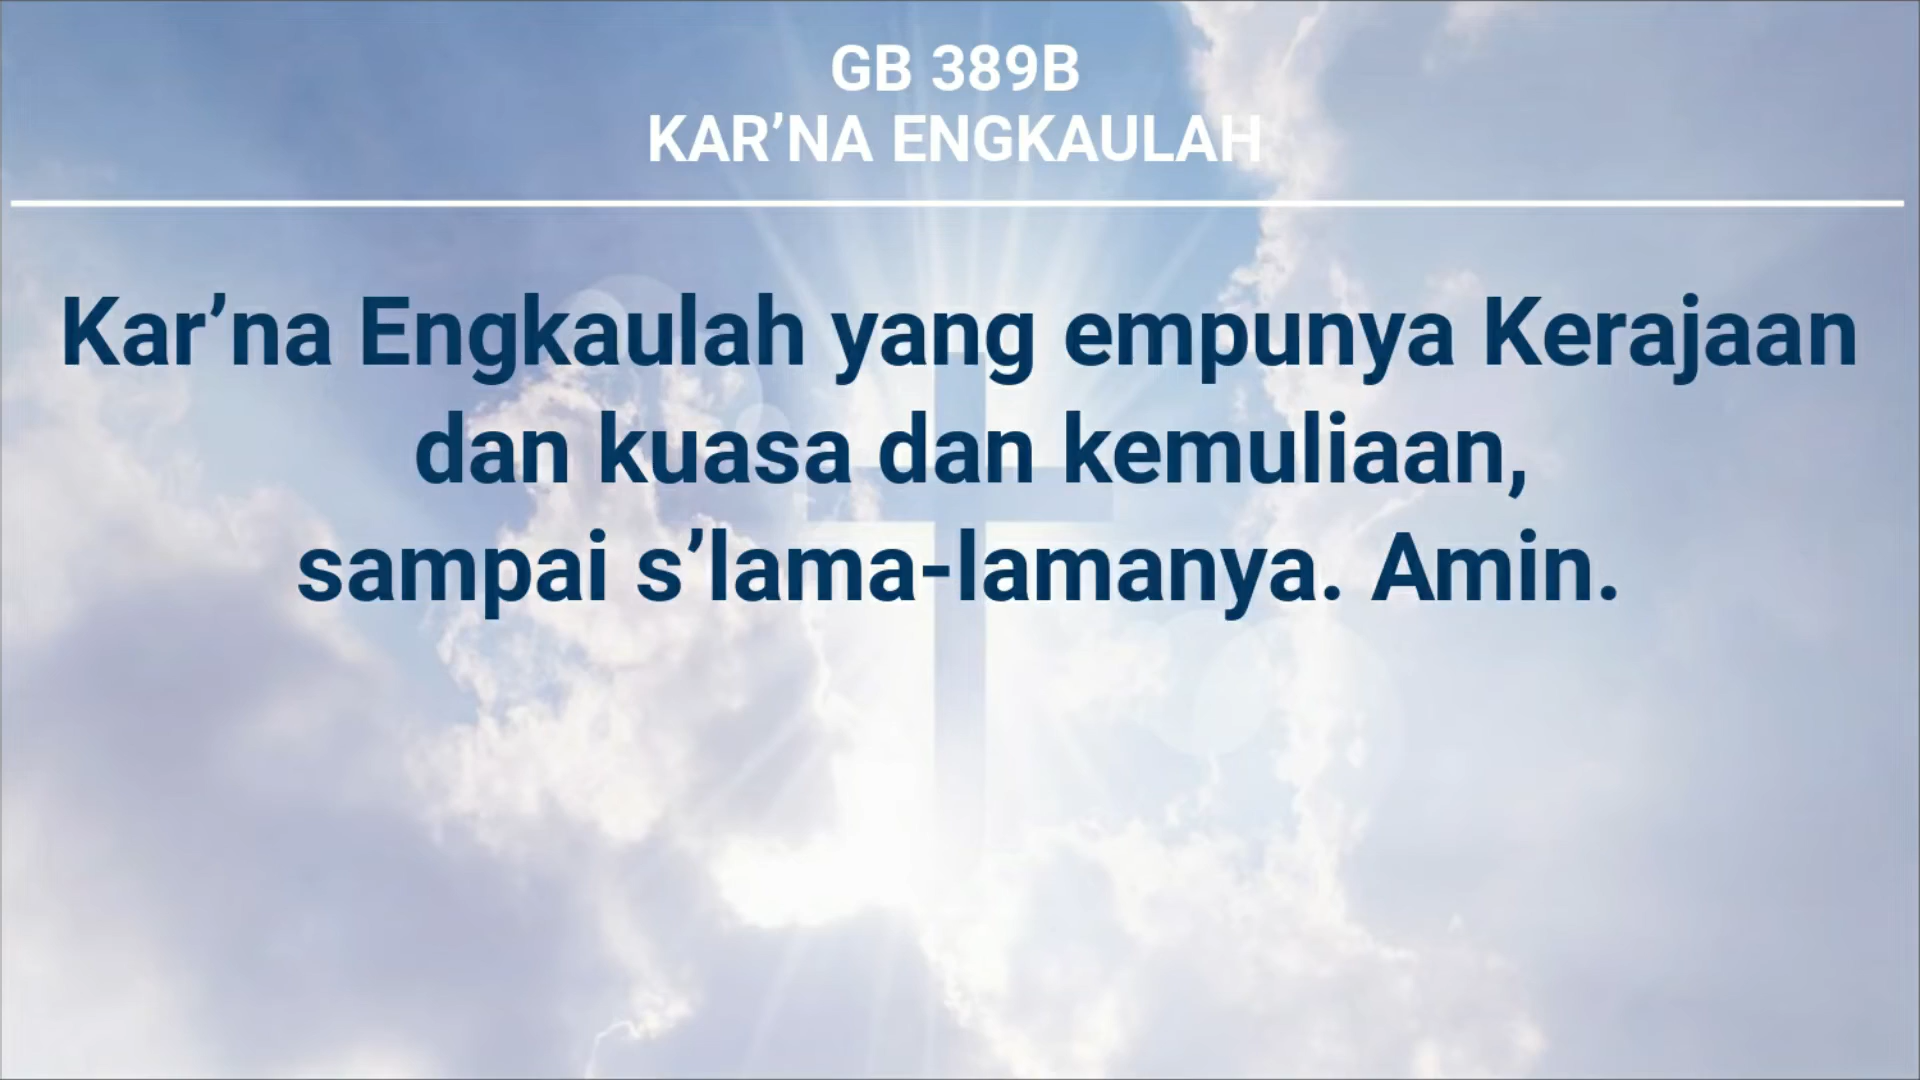 GB 389B
KAR’NA ENGKAULAH
Kar’na Engkaulah yang empunya Kerajaan
dan kuasa dan kemuliaan,
sampai s’lama-lamanya. Amin.